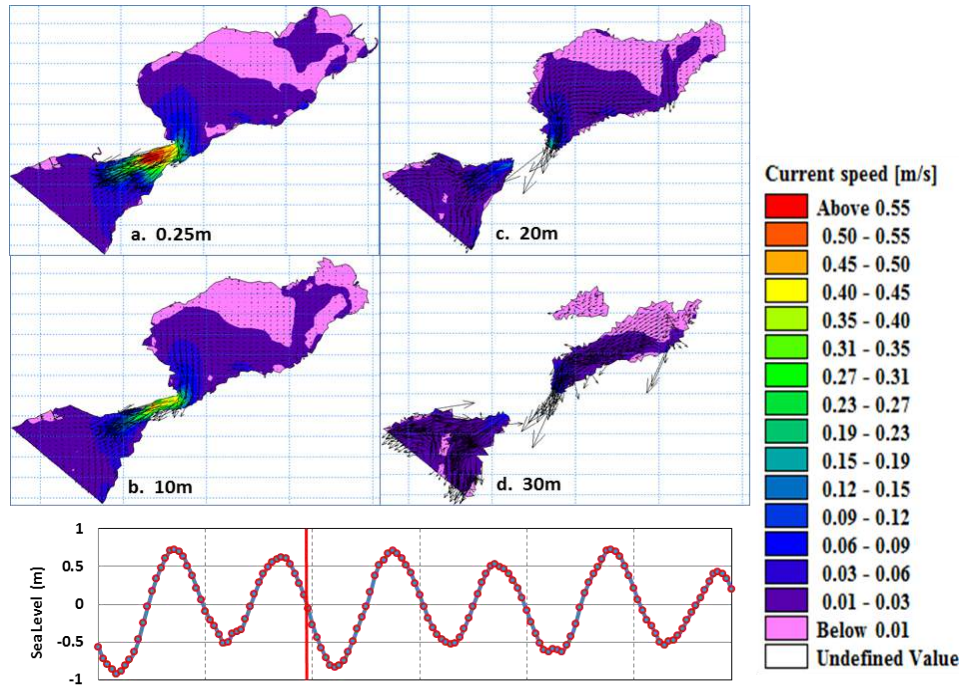 a. 0.25m
c. 20m
b. 10m
d. 30m
Current speed [m/s]
Above 0.55
0.50 - 0.55
0.45 - 0.50
0.40 - 0.45
0.35 - 0.40
0.31 - 0.35
0.27 - 0.31
0.23 - 0.27
0.19 - 0.23
0.15 - 0.19
0.12 - 0.15
0.09 - 0.12
0.06 - 0.09
0.03 - 0.06
0.01 - 0.03
Below 0.01
Undefined Value
Sea Level (m)
1
0.5
0
-0.5
-1